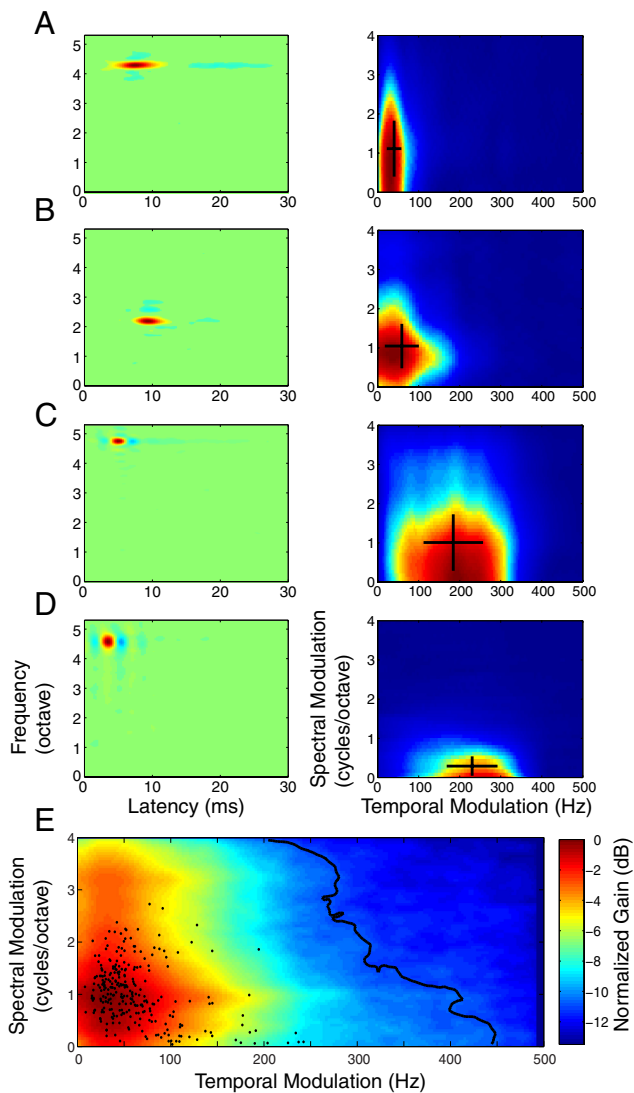 A
5
4
3
2
1
0
0 10 20 30
4
3
2
1
0
0 100 200 300 400 500
B
5
4
3
2
1
0
0 10 20 30
4
3
2
1
0
0 100 200 300 400 500
C
5
4
3
2
1
0
0 10 20 30
4
3
2
1
0
0 100 200 300 400 500
D
Frequency
(octave)
5
4
3
2
1
0
0 10 20 30
Latency (ms)
Spectral Modulation
(cycles/octave)
4
3
2
1
0
0 100 200 300 400 500
Temporal Modulation (Hz)
E
Spectral Modulation
(cycles/octave)
4
3
2
1
0
0 100 200 300 400 500
Temporal Modulation (Hz)
0
−2
−4
−6
−8
−10
−12
Normalized Gain (dB)